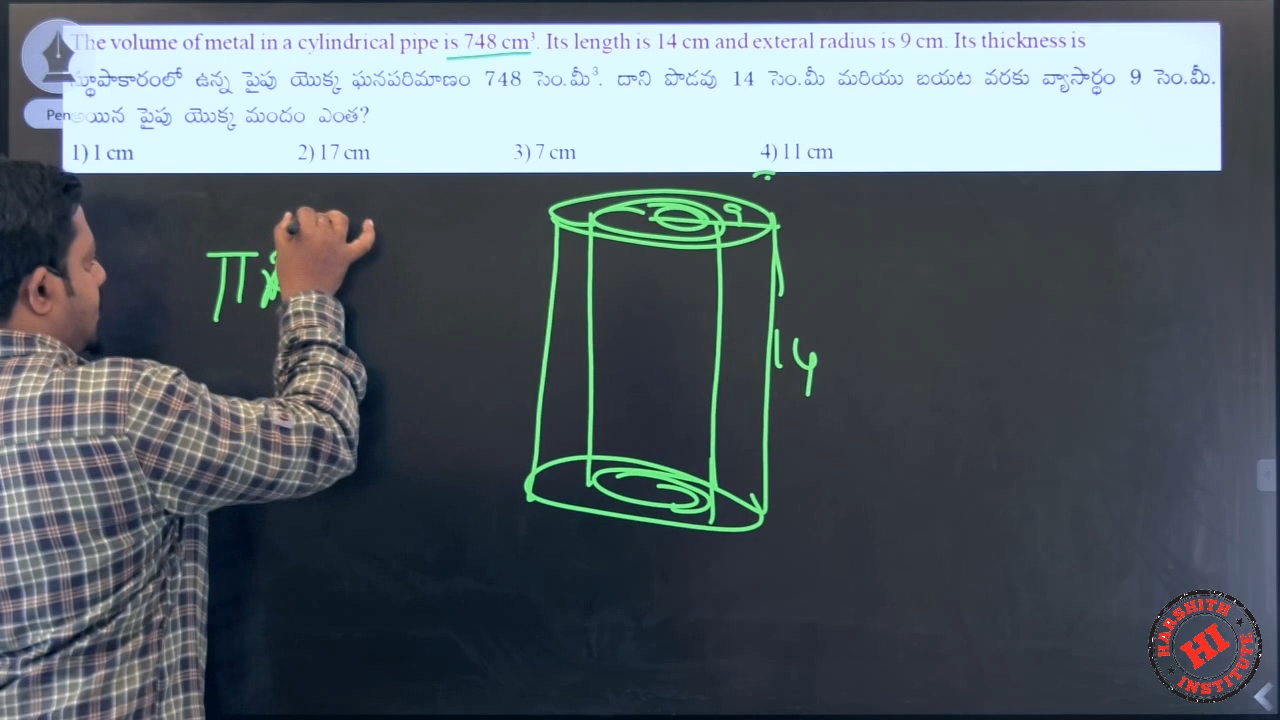 The volume of metal in a cylindrical pipe is 748 cm³. Its length is 14 cm and exteral radius is 9 cm. Its thickness is
స్థూపాకారంలో ఉన్న పైపు యొక్క ఘనపరిమాణం 748 సెం.మీ³. దాని పొడవు 14 సెం.మీ మరియు బయట వరకు వ్యాసార్ధం 9 సెం.మీ.
Pen అయిన పైపు యొక్క మందం ఎంత?
1) 1 cm 2) 17 cm 3) 7 cm 4) 11 cm
9
π
14
HARSHITH
HI
INSTITUTE